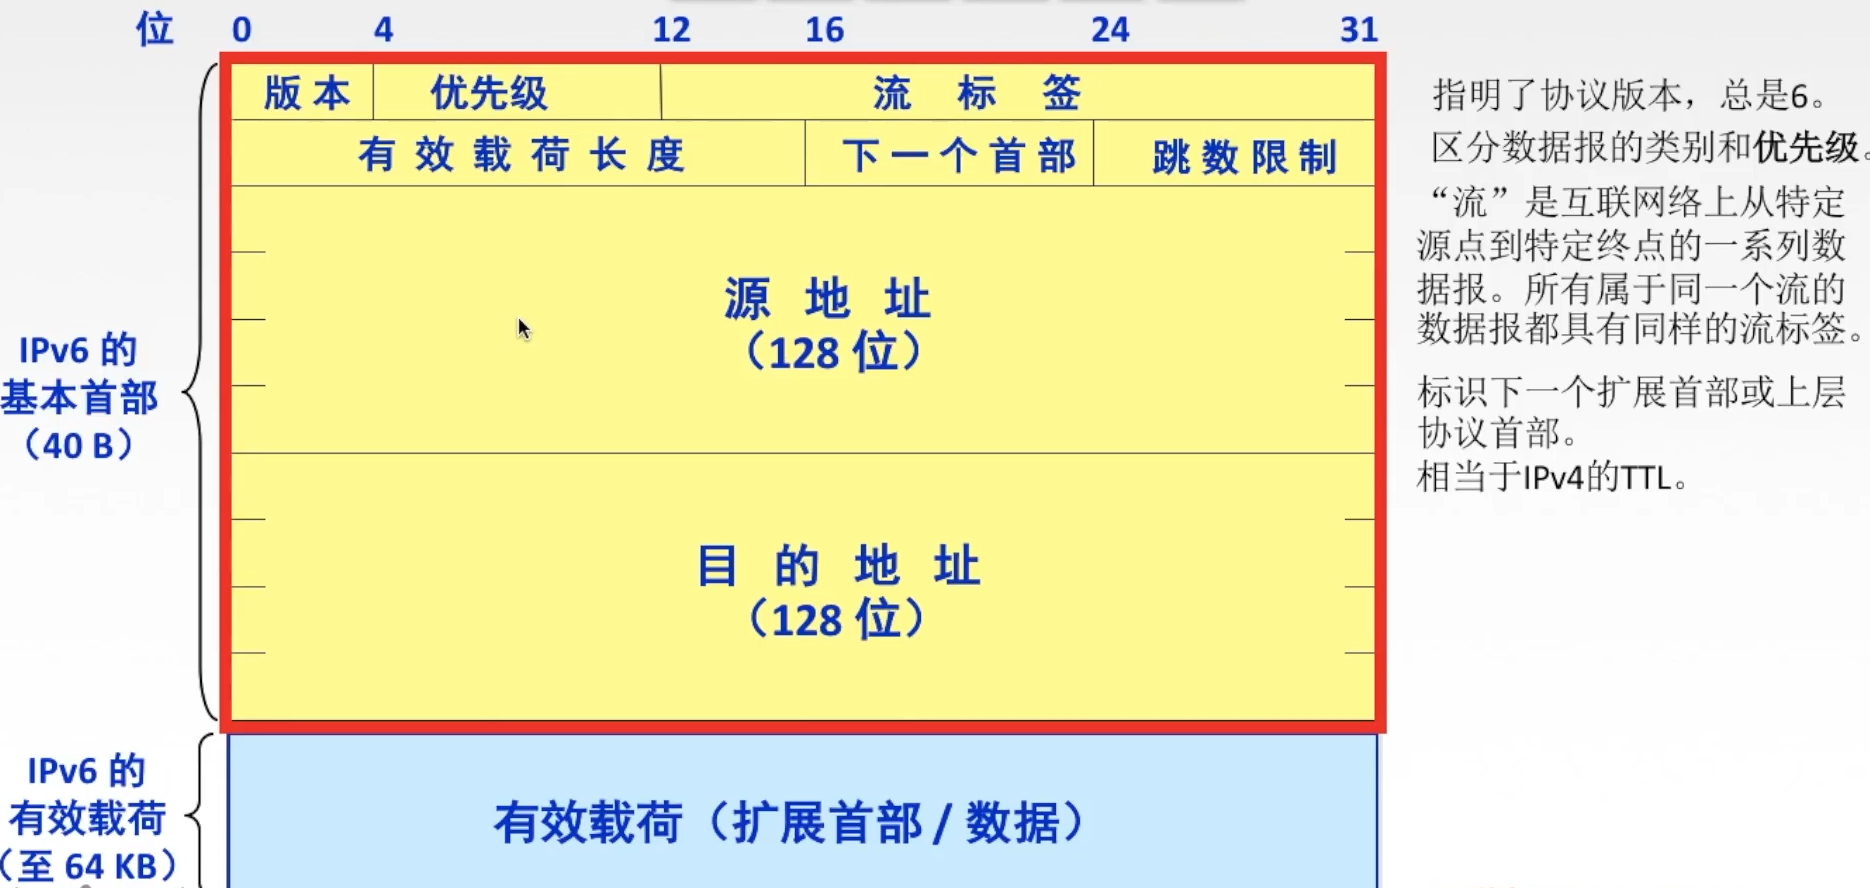 位 0 4 12 16 24 31
版本 优先级 流标签
有效载荷长度 下一个首部 跳数限制
源地址
（128 位）
目的地址
（128 位）
有效载荷（扩展首部 / 数据）
IPv6 的
基本首部
（40 B）
IPv6 的
有效载荷
（至 64 KB）
指明了协议版本，总是6。
区分数据报的类别和优先级。
“流”是互联网络上从特定
源点到特定终点的一系列数
据报。所有属于同一个流的
数据报都具有同样的流标签。
标识下一个扩展首部或上层
协议首部。
相当于IPv4的TTL。